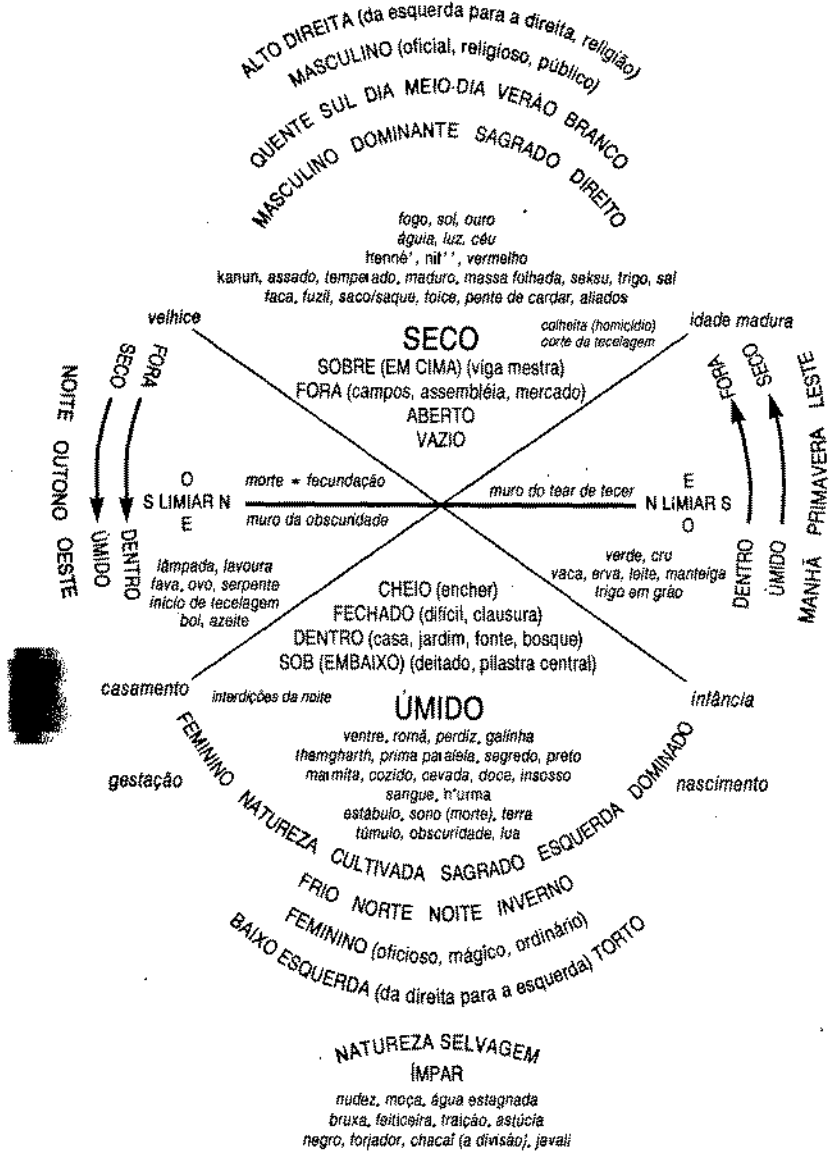 ALTO DIREITA (da esquerda para a direita, religião)
MASCULINO (oficial, religioso, público)
QUENTE SUL DIA MEIO-DIA VERÃO BRANCO
MASCULINO DOMINANTE SAGRADO DIREITO
fogo, sol, ouro
águia, luz, céu
henné', nif'', vermelho
kanun, assado, temperado, maduro, massa folhada, seksu, trigo, sal
faca, fuzil, saco/saque, foice, pente de cardar, aliados
velhice
idade madura
colheita (homicídio)
corte da tecelagem
SECO
SOBRE (EM CIMA) (viga mestra)
FORA (campos, assembléia, mercado)
ABERTO
VAZIO
NOITE OUTONO OESTE
SECO
ÚMIDO
FORA
DENTRO
O
S LIMIAR N
E
morte = fecundação
muro da obscuridade
muro do tear de tecer
E
N LIMIAR S
O
FORA
DENTRO
SECO
ÚMIDO
MANHÃ PRIMAVERA LESTE
lâmpada, lavoura
fava, ovo, serpente
início de tecelagem
bol, azeite
verde, cru
vaca, erva, leite, manteiga
trigo em grão
CHEIO (encher)
FECHADO (difícil, clausura)
DENTRO (casa, jardim, fonte, bosque)
SOB (EMBAIXO) (deitado, pilastra central)
casamento
interdições da noite
infância
ÚMIDO
ventre, romã, perdiz, galinha
themgharth, prima paralela, segredo, preto
marmita, cozido, cevada, doce, insosso
sangue, h'urma
estábulo, sono (morte), terra
túmulo, obscuridade, lua
gestação
nascimento
FEMININO NATUREZA CULTIVADA SAGRADO ESQUERDA DOMINADO
FRIO NORTE NOITE INVERNO
FEMININO (oficioso, mágico, ordinário)
BAIXO ESQUERDA (da direita para a esquerda) TORTO
NATUREZA SELVAGEM
ÍMPAR
nudez, moça, água estagnada
bruxa, feiticeira, traição, astúcia
negro, forjador, chacal (a divisão), javali